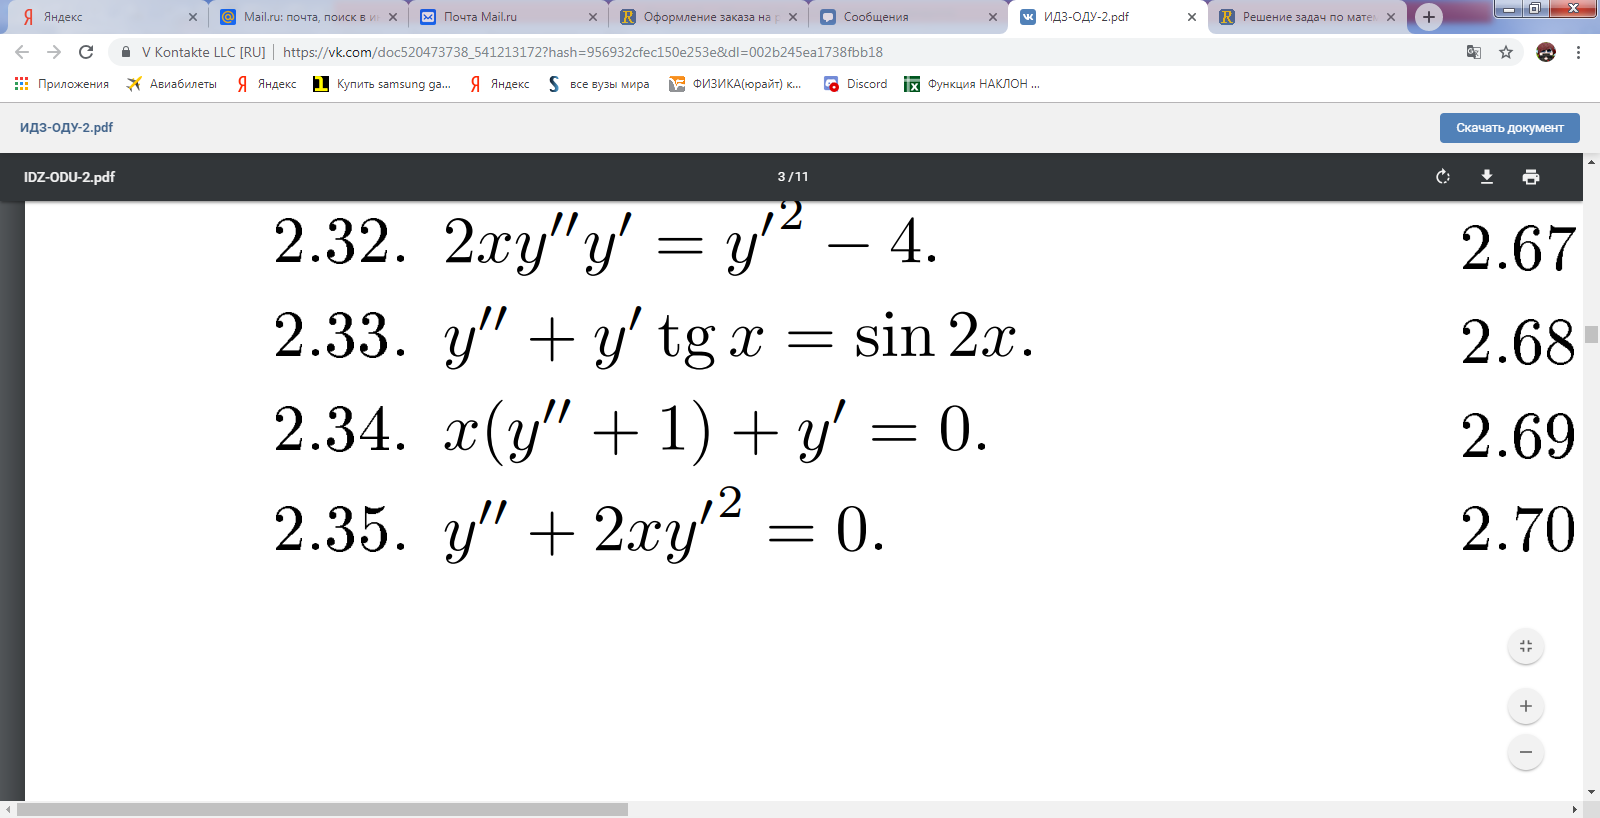 Яндекс
Mail.ru: почта, поиск в и
Почта Mail.ru
Оформление заказа на р
Сообщения
ИДЗ-ОДУ-2.pdf
Решение задач по мате
V Kontakte LLC [RU] | https://vk.com/doc520473738_541213172?hash=956932cfec150e253e&dl=002b245ea1738fbb18
Приложения Авиабилеты Яндекс Купить samsung ga... Яндекс все вузы мира ФИЗИКА(юрайт) к... Discord Функция НАКЛОН ...
ИДЗ-ОДУ-2.pdf
Скачать документ
IDZ-ODU-2.pdf
3 / 11
2.32. 2xy''y' = y'² − 4.
2.67
2.33. y'' + y' tg x = sin 2x.
2.68
2.34. x(y'' + 1) + y' = 0.
2.69
2.35. y'' + 2xy'² = 0.
2.70